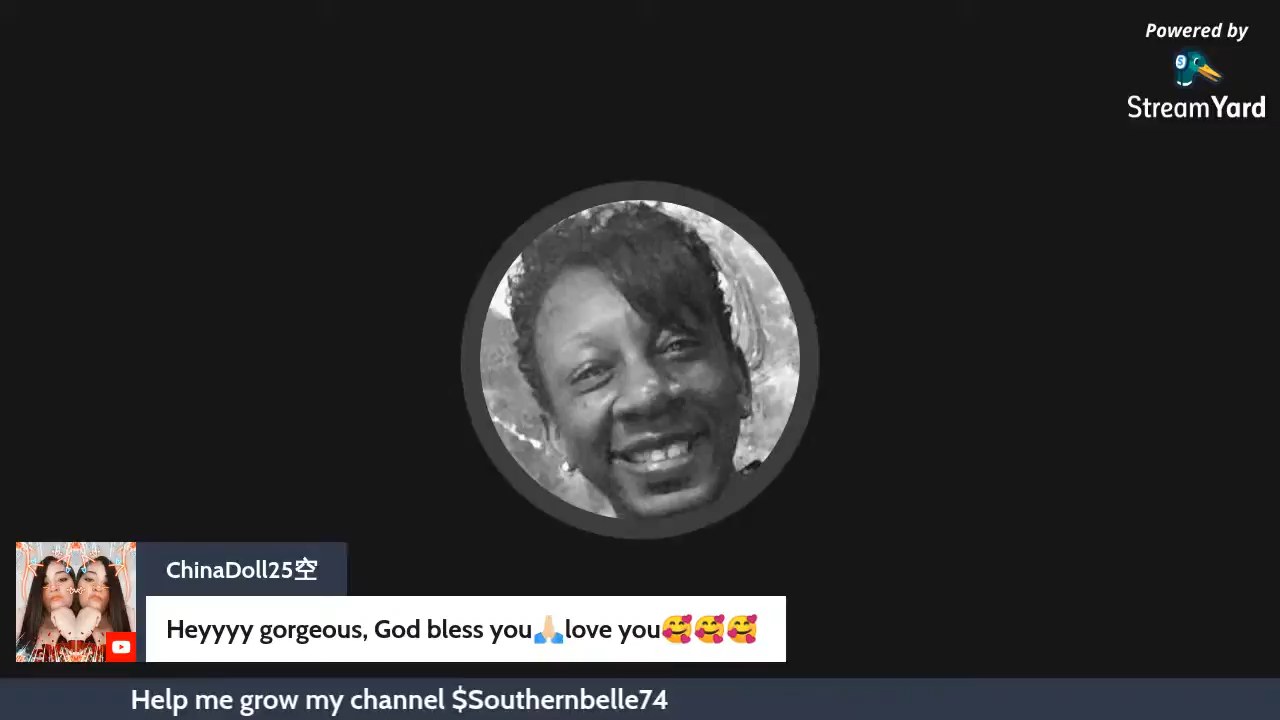 Powered by
StreamYard
ChinaDoll25空
Heyyyy gorgeous, God bless you🙏🏼love you🥰🥰🥰
Help me grow my channel $Southernbelle74